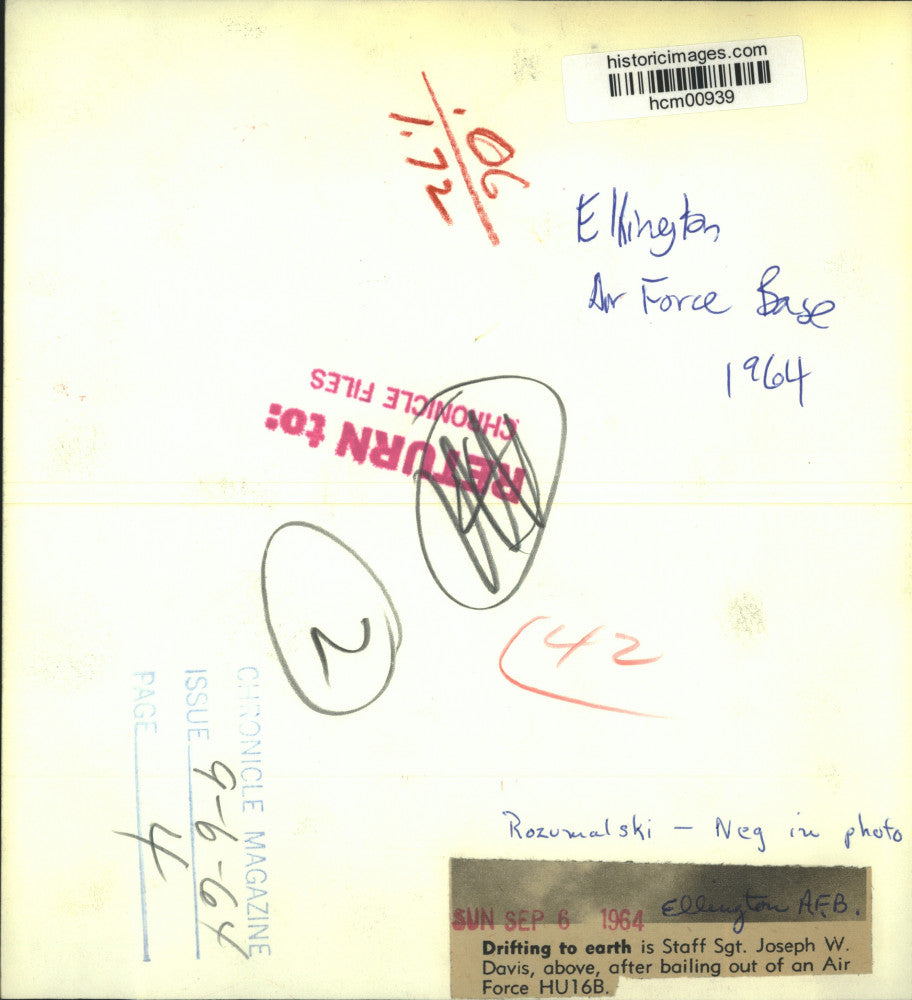 historicimages.com
hcm00939
.06
1.72
Ellington
Air Force Base
1964
RETURN to:
CHRONICLE FILES
2
42
CHRONICLE MAGAZINE
ISSUE 9-6-64
PAGE 4
Rozumalski – Neg in photo
Ellington AFB.
SUN SEP 6 1964
Drifting to earth is Staff Sgt. Joseph W.
Davis, above, after bailing out of an Air
Force HU16B.